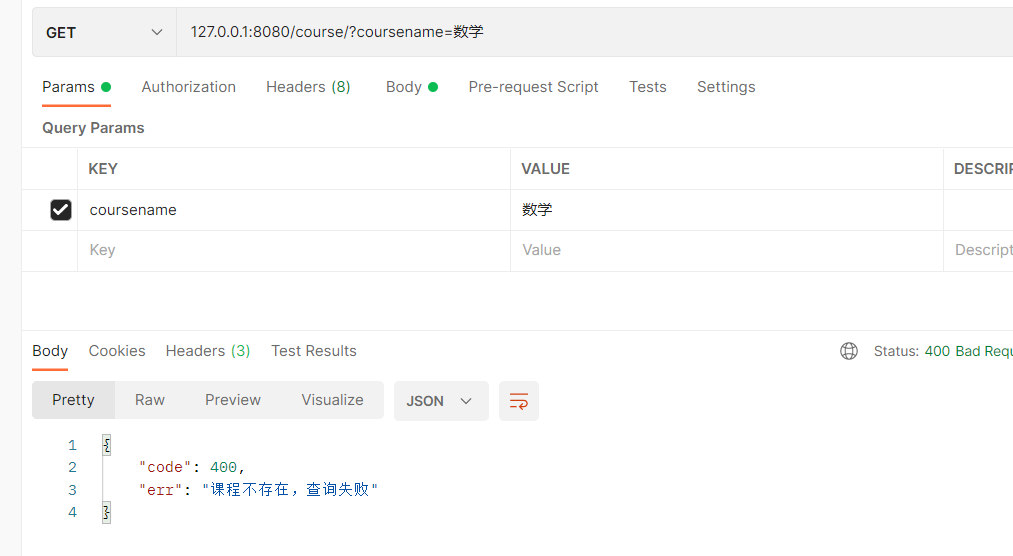 GET 127.0.0.1:8080/course/?coursename=数学
Params Authorization Headers (8) Body Pre-request Script Tests Settings
Query Params
KEY VALUE DESCRIP
coursename 数学
Key Value Descript
Body Cookies Headers (3) Test Results Status: 400 Bad Requ
Pretty Raw Preview Visualize JSON
1 {
2 "code": 400,
3 "err": "课程不存在，查询失败"
4 }